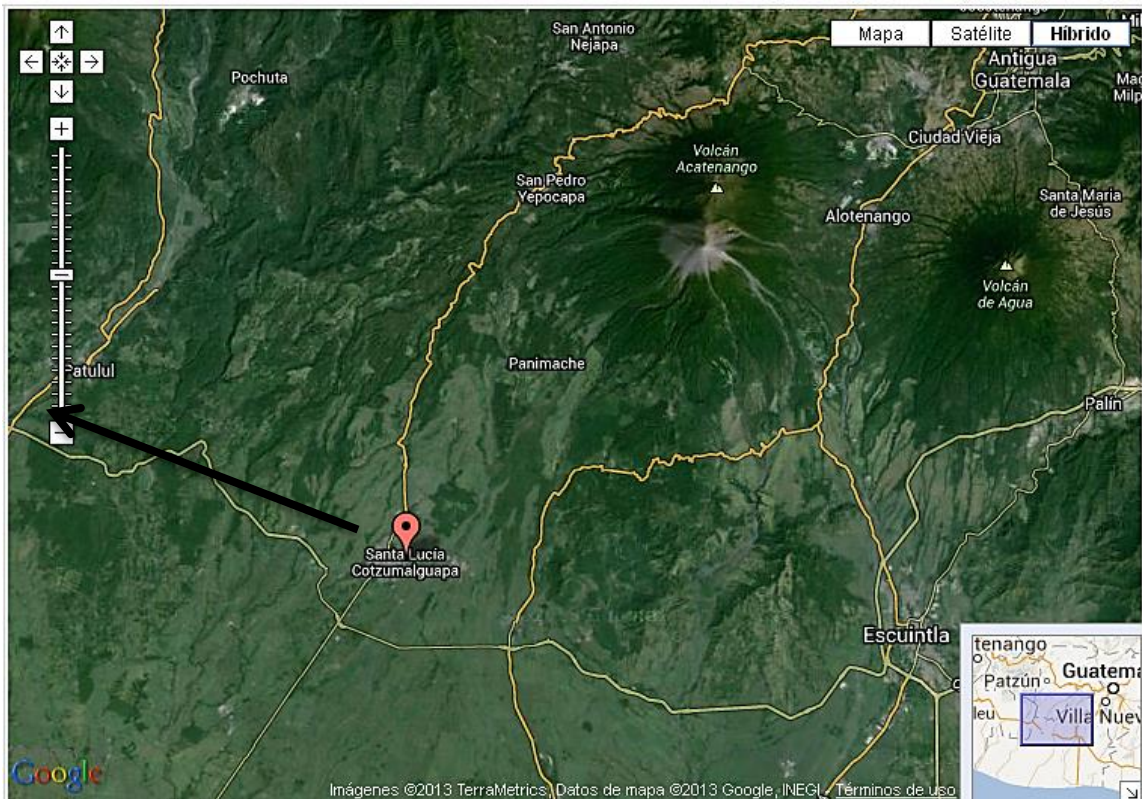 San Antonio
Nejapa
Mapa
Satélite
Híbrido
Antigua
Guatemala
Pochuta
Ciudad Vieja
Volcán
Acatenango
San Pedro
Yepocapa
Santa Maria
de Jesús
Alotenango
Volcán
de Agua
Panimache
Patulul
Palín
Santa Lucía
Cotzumalguapa
Escuintla
tenango
Patzún
Guatema
leu
Villa Nuev
Google
Imágenes ©2013 TerraMetrics, Datos de mapa ©2013 Google, INEGI - Términos de uso